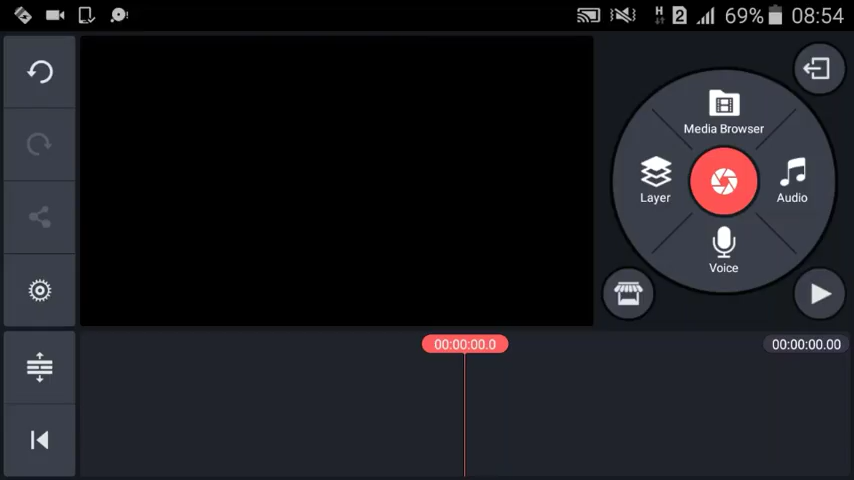 H 2 69% 08:54
Media Browser
Layer
Audio
Voice
00:00:00.0
00:00:00.00